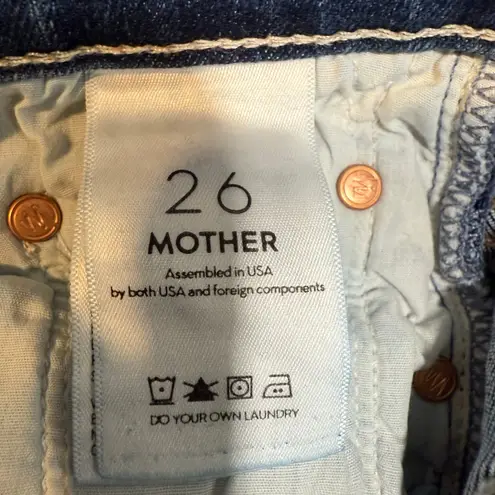 26
MOTHER
Assembled in USA
by both USA and foreign components
DO YOUR OWN LAUNDRY